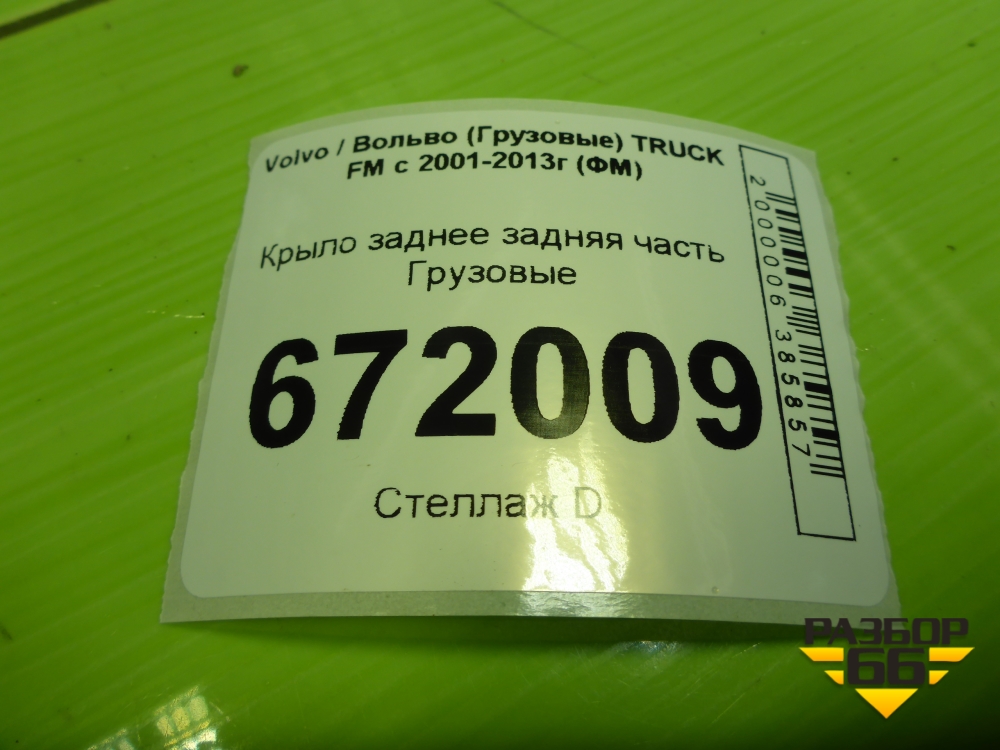 Volvo / Вольво (Грузовые) TRUCK
FM с 2001-2013г (ФМ)
Крыло заднее задняя часть
Грузовые
672009
Стеллаж D
2000006385857
РАЗБОР
66